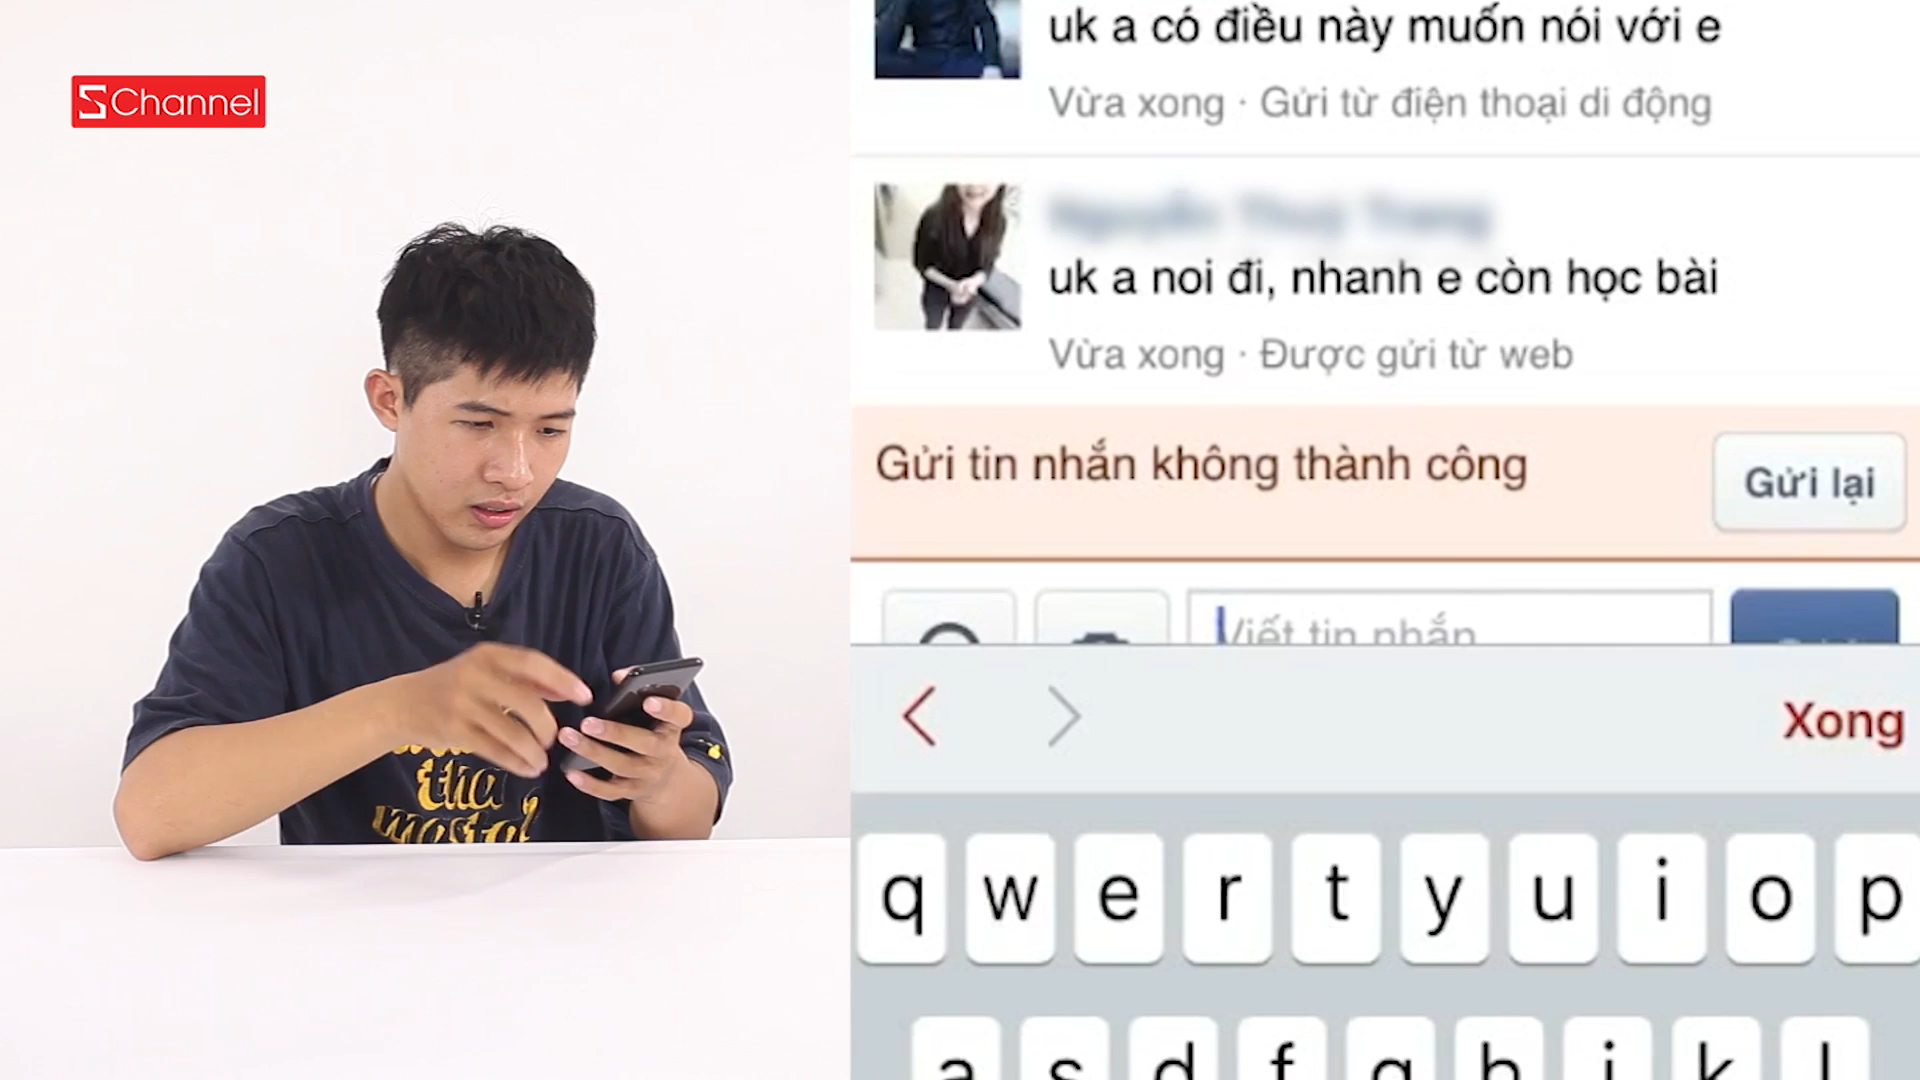 SChannel
uk a có điều này muốn nói với e
Vừa xong · Gửi từ điện thoại di động
uk a noi đi, nhanh e còn học bài
Vừa xong · Được gửi từ web
Gửi tin nhắn không thành công
Gửi lại
Viết tin nhắn
Xong
q w e r t y u i o p
a s d f g h j k l
tha